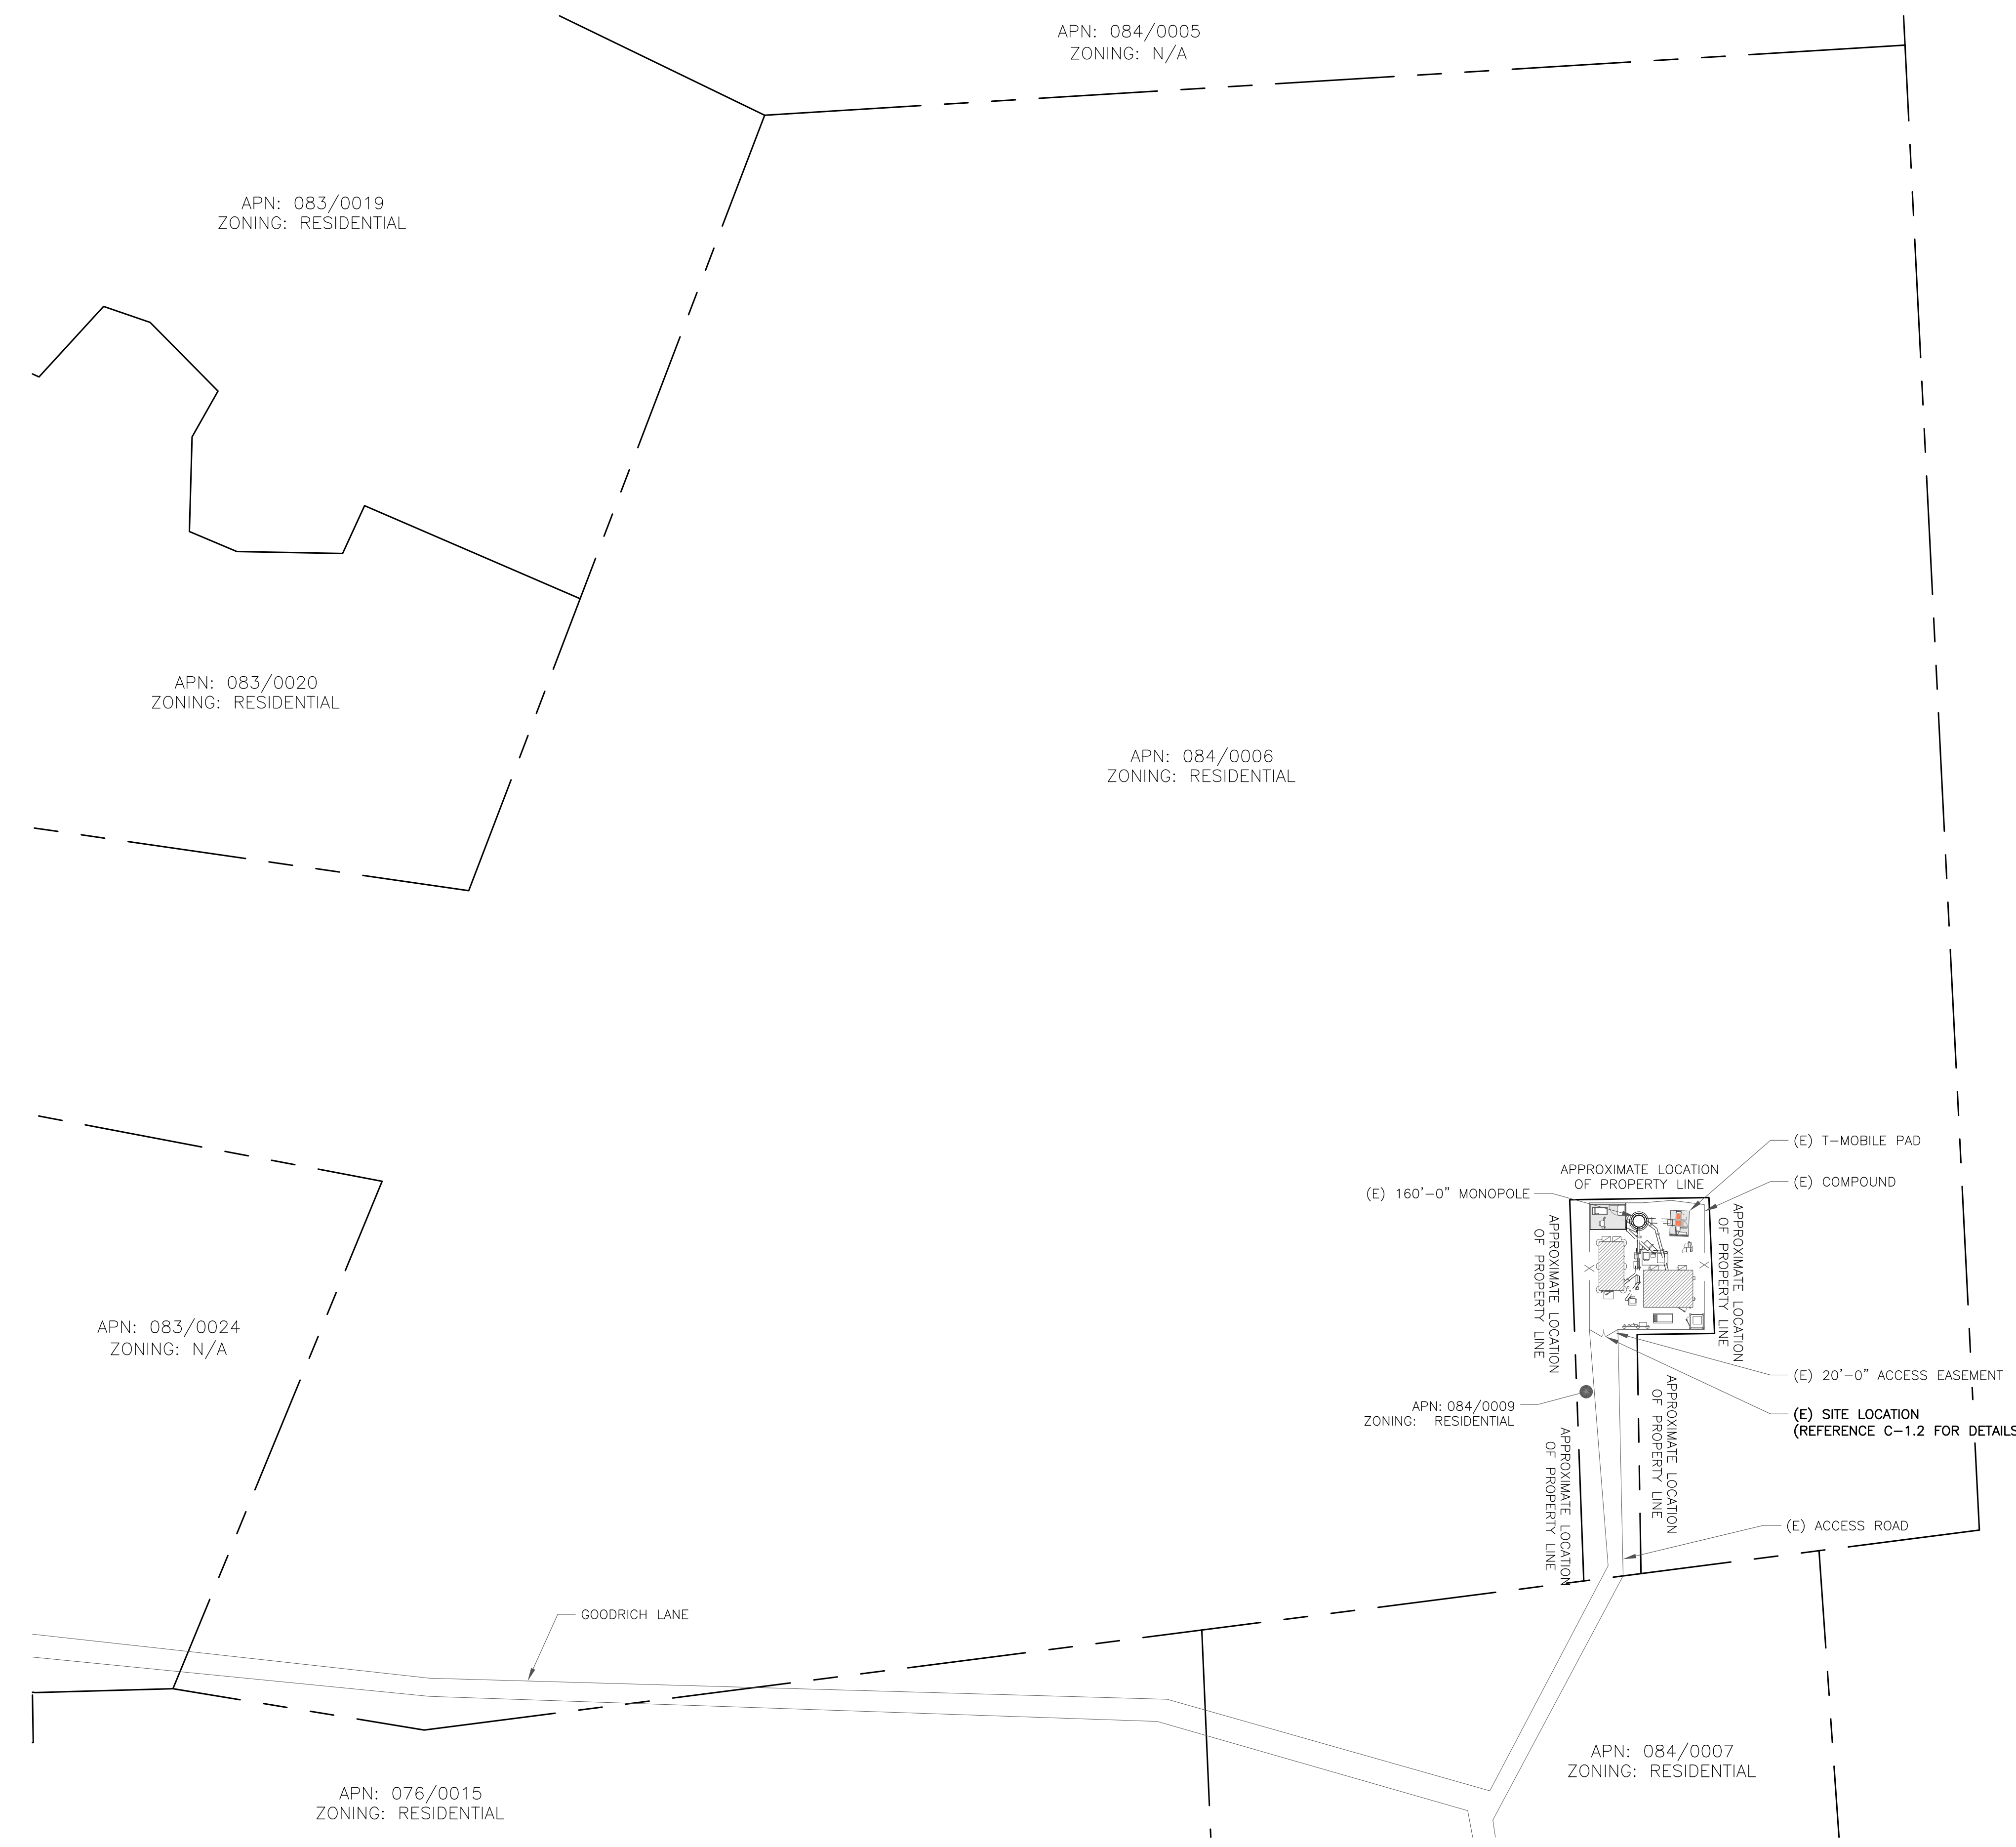 APN: 084/0005
ZONING: N/A
APN: 083/0019
ZONING: RESIDENTIAL
APN: 083/0020
ZONING: RESIDENTIAL
APN: 084/0006
ZONING: RESIDENTIAL
(E) T-MOBILE PAD
APPROXIMATE LOCATION
OF PROPERTY LINE
(E) COMPOUND
(E) 160'-0" MONOPOLE
APPROXIMATE LOCATION
OF PROPERTY LINE
APPROXIMATE LOCATION
OF PROPERTY LINE
APN: 083/0024
ZONING: N/A
(E) 20'-0" ACCESS EASEMENT
APN: 084/0009
ZONING: RESIDENTIAL
(E) SITE LOCATION
(REFERENCE C-1.2 FOR DETAILS
APPROXIMATE LOCATION
OF PROPERTY LINE
APPROXIMATE LOCATION
OF PROPERTY LINE
(E) ACCESS ROAD
GOODRICH LANE
APN: 084/0007
ZONING: RESIDENTIAL
APN: 076/0015
ZONING: RESIDENTIAL